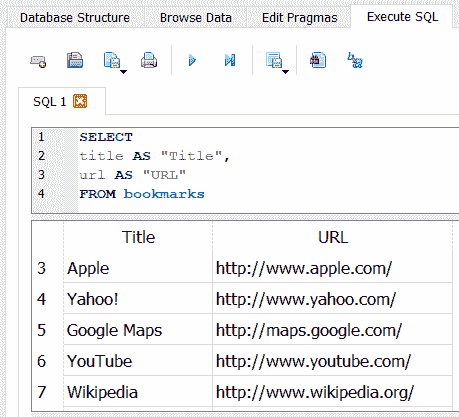 Database Structure Browse Data Edit Pragmas Execute SQL
SQL 1
1 SELECT
2 title AS "Title",
3 url AS "URL"
4 FROM bookmarks
Title URL
3 Apple http://www.apple.com/
4 Yahoo! http://www.yahoo.com/
5 Google Maps http://maps.google.com/
6 YouTube http://www.youtube.com/
7 Wikipedia http://www.wikipedia.org/